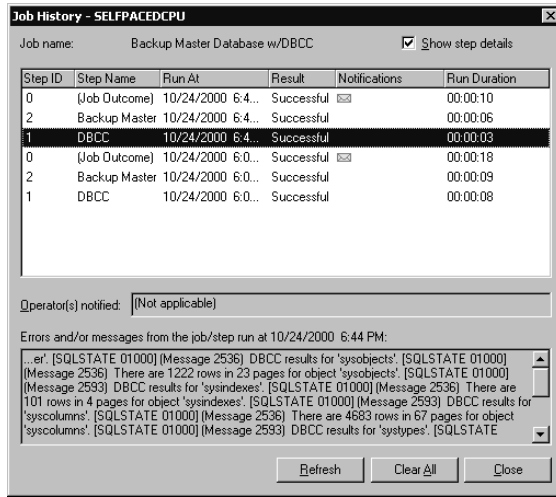 Job History - SELFPACEDCPU
Job name: Backup Master Database w/DBCC Show step details
Step ID Step Name Run At Result Notifications Run Duration
0 (Job Outcome) 10/24/2000 6:4... Successful 00:00:10
2 Backup Master 10/24/2000 6:4... Successful 00:00:06
1 DBCC 10/24/2000 6:4... Successful 00:00:03
0 (Job Outcome) 10/24/2000 6:0... Successful 00:00:18
2 Backup Master 10/24/2000 6:0... Successful 00:00:09
1 DBCC 10/24/2000 6:0... Successful 00:00:08
Operator(s) notified: (Not applicable)
Errors and/or messages from the job/step run at 10/24/2000 6:44 PM:
...er'. [SQLSTATE 01000] (Message 2536) DBCC results for 'sysobjects'. [SQLSTATE 01000]
(Message 2536) There are 1222 rows in 23 pages for object 'sysobjects'. [SQLSTATE 01000]
(Message 2593) DBCC results for 'sysindexes'. [SQLSTATE 01000] (Message 2536) There are
101 rows in 4 pages for object 'sysindexes'. [SQLSTATE 01000] (Message 2593) DBCC results for
'syscolumns'. [SQLSTATE 01000] (Message 2536) There are 4683 rows in 67 pages for object
'syscolumns'. [SQLSTATE 01000] (Message 2593) DBCC results for 'systypes'. [SQLSTATE
Refresh Clear All Close